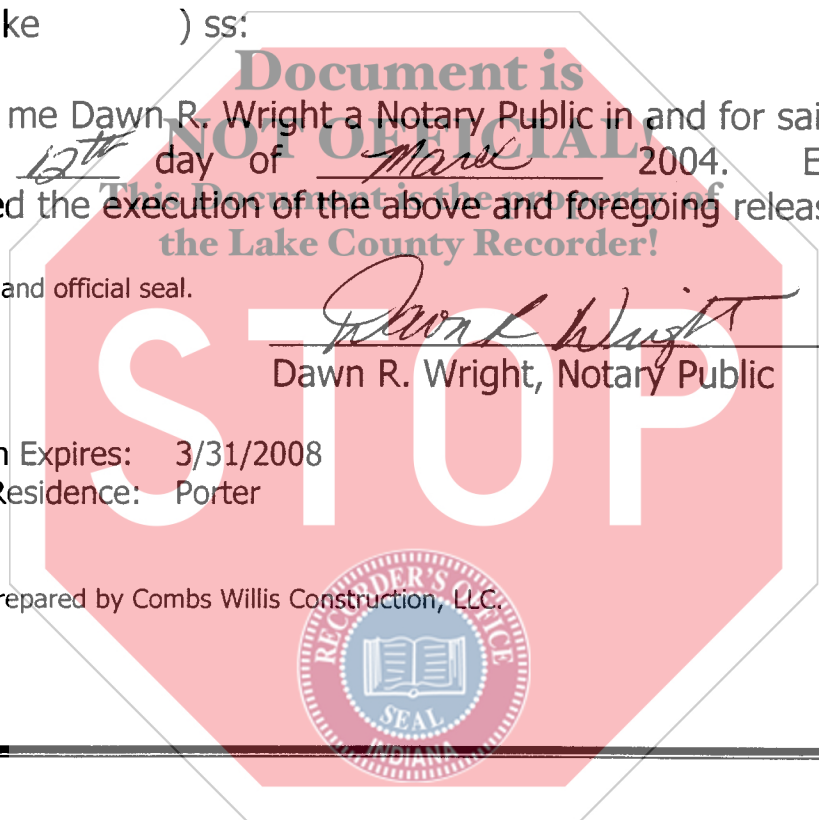 ke ) ss:
Document is
me Dawn R. Wright a Notary Public in and for sai
NOT OFFICIAL!
12th day of March 2004. E
This Document is the property of
ed the execution of the above and foregoing releas
the Lake County Recorder!
and official seal.
Dawn R Wright
Dawn R. Wright, Notary Public
n Expires: 3/31/2008
Residence: Porter
STOP
repared by Combs Willis Construction, LLC.
RECORDER'S OFFICE
SEAL
INDIANA